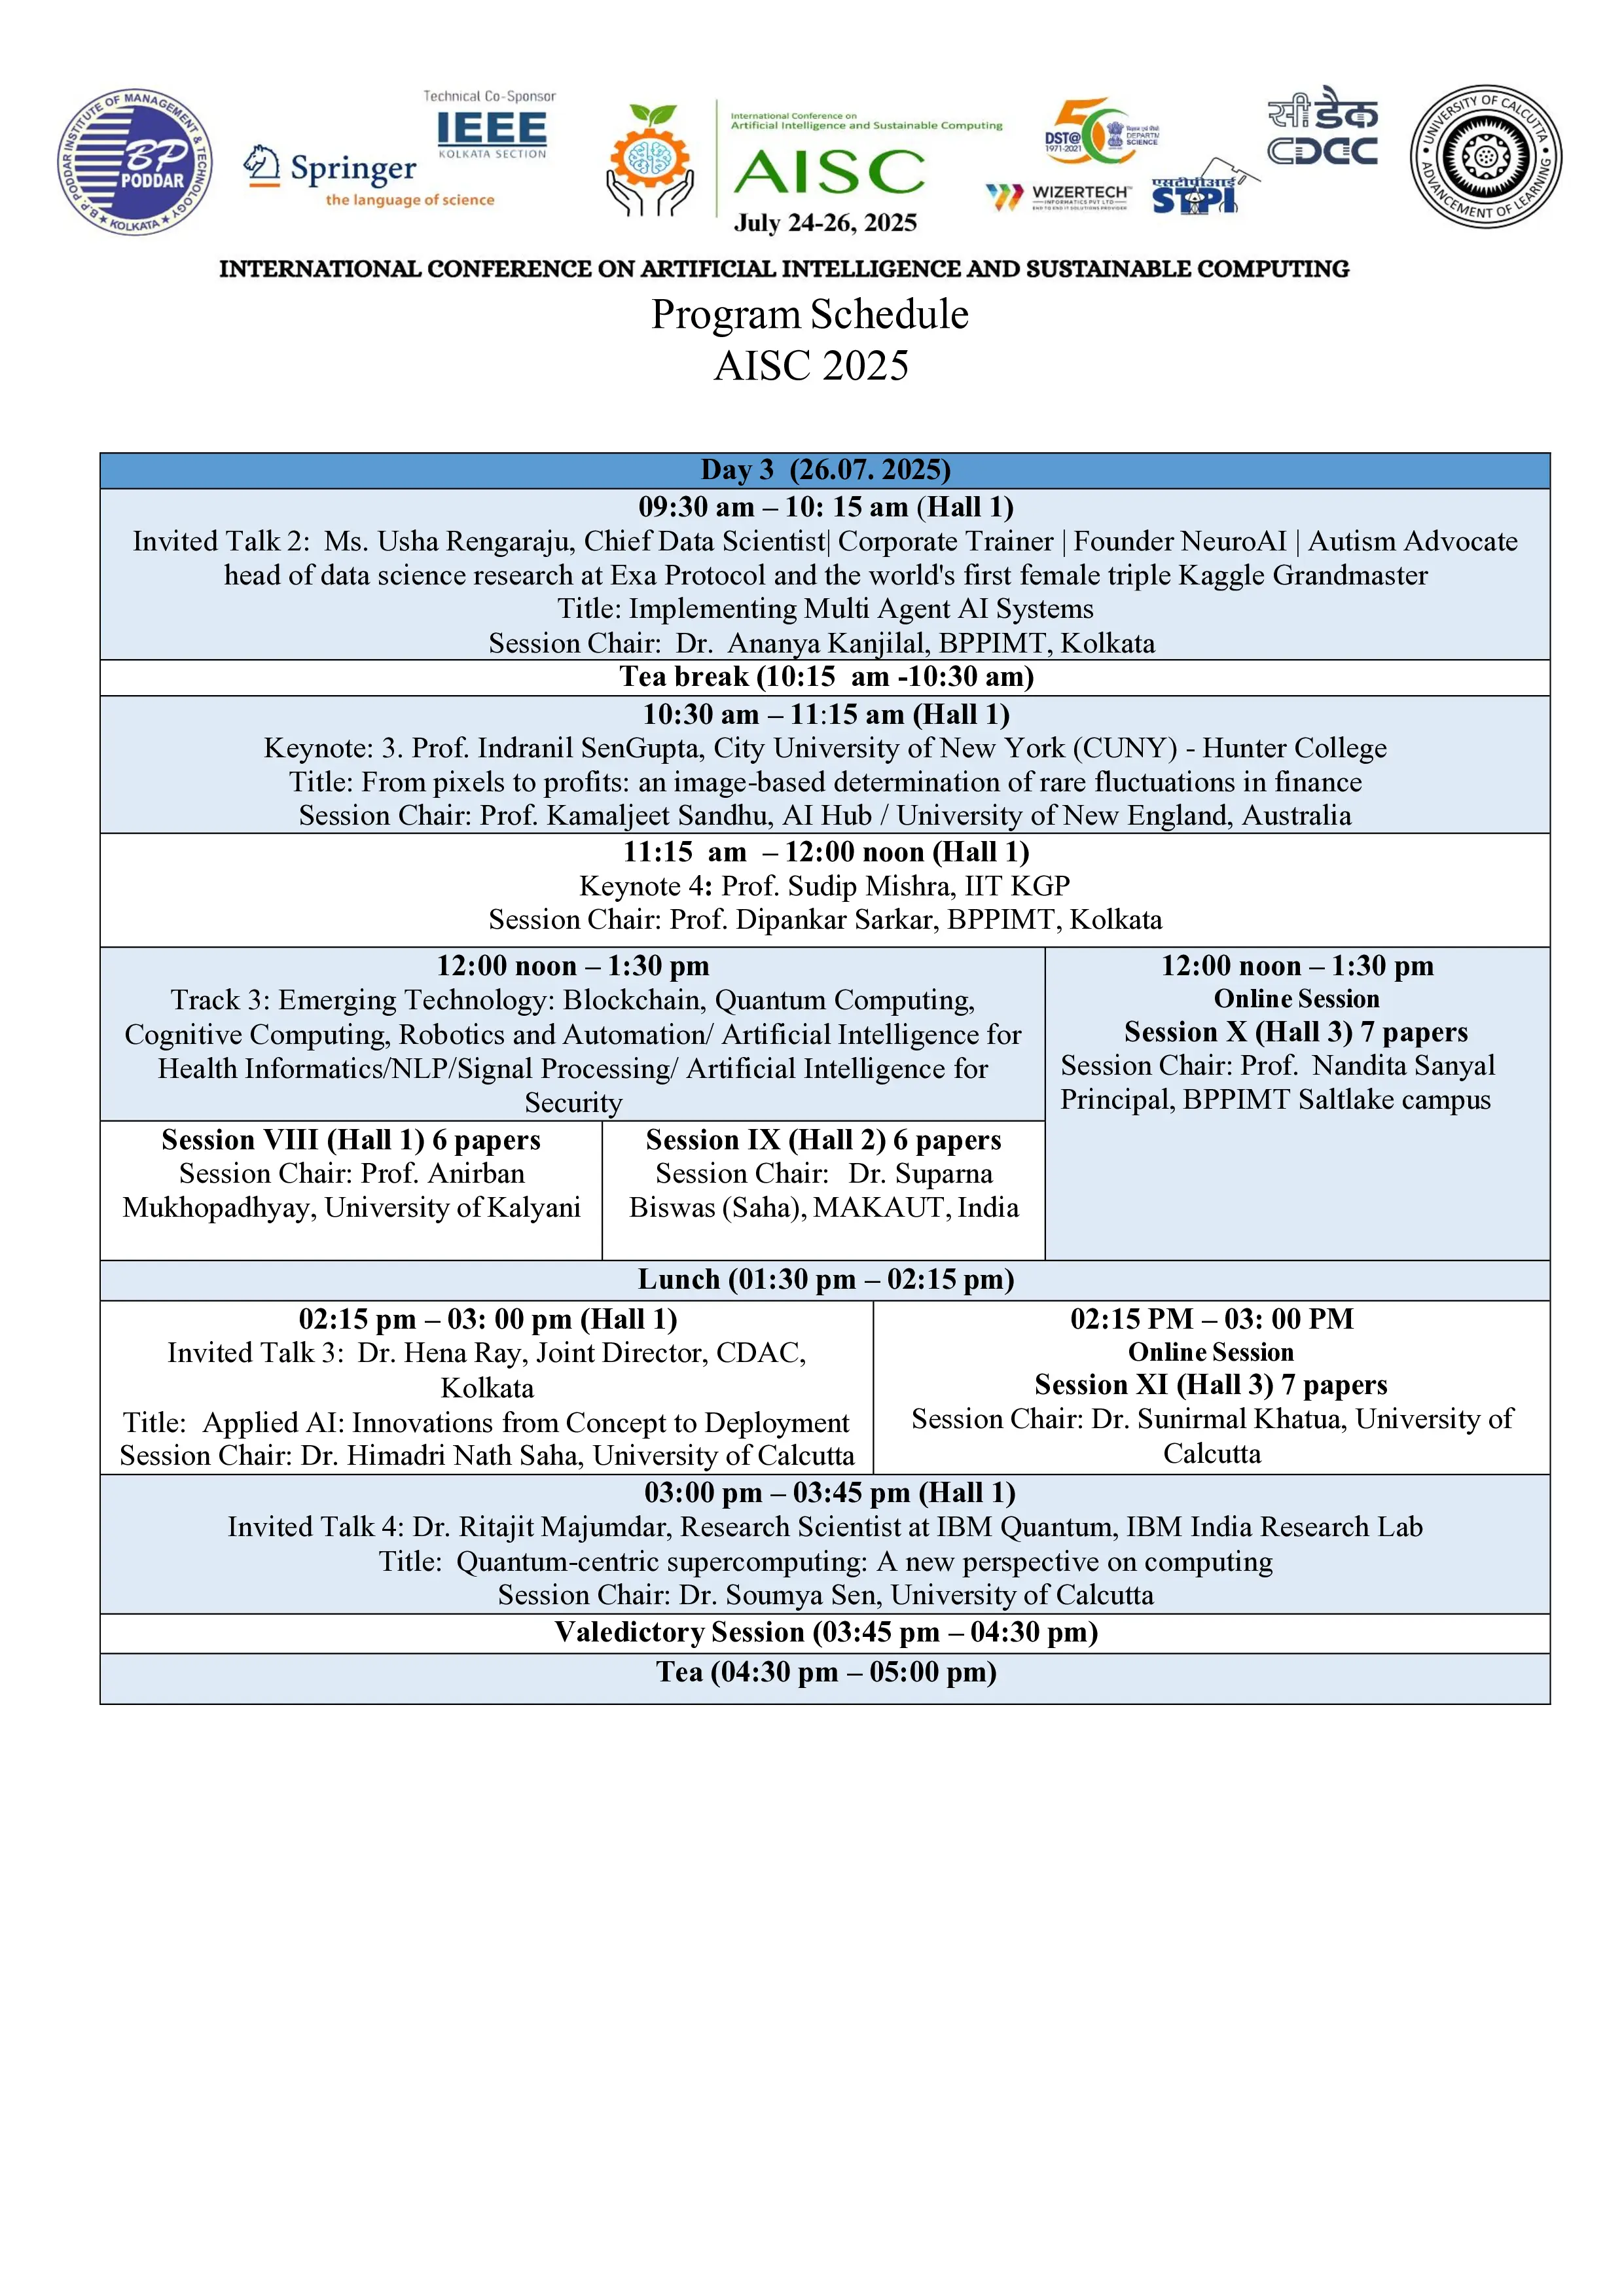 B.P. PODDAR INSTITUTE OF MANAGEMENT & TECHNOLOGY
★ KOLKATA ★
BP
PODDAR
Springer
the language of science
Technical Co-Sponsor
IEEE
KOLKATA SECTION
International Conference on
Artificial Intelligence and Sustainable Computing
AISC
July 24-26, 2025
50
DST@
1971-2021
DEPARTM
SCIENCE
WIZERTECH
INFORMATICS PVT LTD
END TO END IT SOLUTIONS PROVIDER
एसटीपीआई
STPI
सी डैक
CDAC
UNIVERSITY OF CALCUTTA
ADVANCEMENT OF LEARNING
INTERNATIONAL CONFERENCE ON ARTIFICIAL INTELLIGENCE AND SUSTAINABLE COMPUTING
Program Schedule
AISC 2025
Day 3 (26.07. 2025)
09:30 am – 10: 15 am (Hall 1)
Invited Talk 2: Ms. Usha Rengaraju, Chief Data Scientist| Corporate Trainer | Founder NeuroAI | Autism Advocate
head of data science research at Exa Protocol and the world's first female triple Kaggle Grandmaster
Title: Implementing Multi Agent AI Systems
Session Chair: Dr. Ananya Kanjilal, BPPIMT, Kolkata
Tea break (10:15 am -10:30 am)
10:30 am – 11:15 am (Hall 1)
Keynote: 3. Prof. Indranil SenGupta, City University of New York (CUNY) - Hunter College
Title: From pixels to profits: an image-based determination of rare fluctuations in finance
Session Chair: Prof. Kamaljeet Sandhu, AI Hub / University of New England, Australia
11:15 am – 12:00 noon (Hall 1)
Keynote 4: Prof. Sudip Mishra, IIT KGP
Session Chair: Prof. Dipankar Sarkar, BPPIMT, Kolkata
12:00 noon – 1:30 pm
Track 3: Emerging Technology: Blockchain, Quantum Computing,
Cognitive Computing, Robotics and Automation/ Artificial Intelligence for
Health Informatics/NLP/Signal Processing/ Artificial Intelligence for
Security
12:00 noon – 1:30 pm
Online Session
Session X (Hall 3) 7 papers
Session Chair: Prof. Nandita Sanyal
Principal, BPPIMT Saltlake campus
Session VIII (Hall 1) 6 papers
Session Chair: Prof. Anirban
Mukhopadhyay, University of Kalyani
Session IX (Hall 2) 6 papers
Session Chair: Dr. Suparna
Biswas (Saha), MAKAUT, India
Lunch (01:30 pm – 02:15 pm)
02:15 pm – 03: 00 pm (Hall 1)
Invited Talk 3: Dr. Hena Ray, Joint Director, CDAC,
Kolkata
Title: Applied AI: Innovations from Concept to Deployment
Session Chair: Dr. Himadri Nath Saha, University of Calcutta
02:15 PM – 03: 00 PM
Online Session
Session XI (Hall 3) 7 papers
Session Chair: Dr. Sunirmal Khatua, University of
Calcutta
03:00 pm – 03:45 pm (Hall 1)
Invited Talk 4: Dr. Ritajit Majumdar, Research Scientist at IBM Quantum, IBM India Research Lab
Title: Quantum-centric supercomputing: A new perspective on computing
Session Chair: Dr. Soumya Sen, University of Calcutta
Valedictory Session (03:45 pm – 04:30 pm)
Tea (04:30 pm – 05:00 pm)